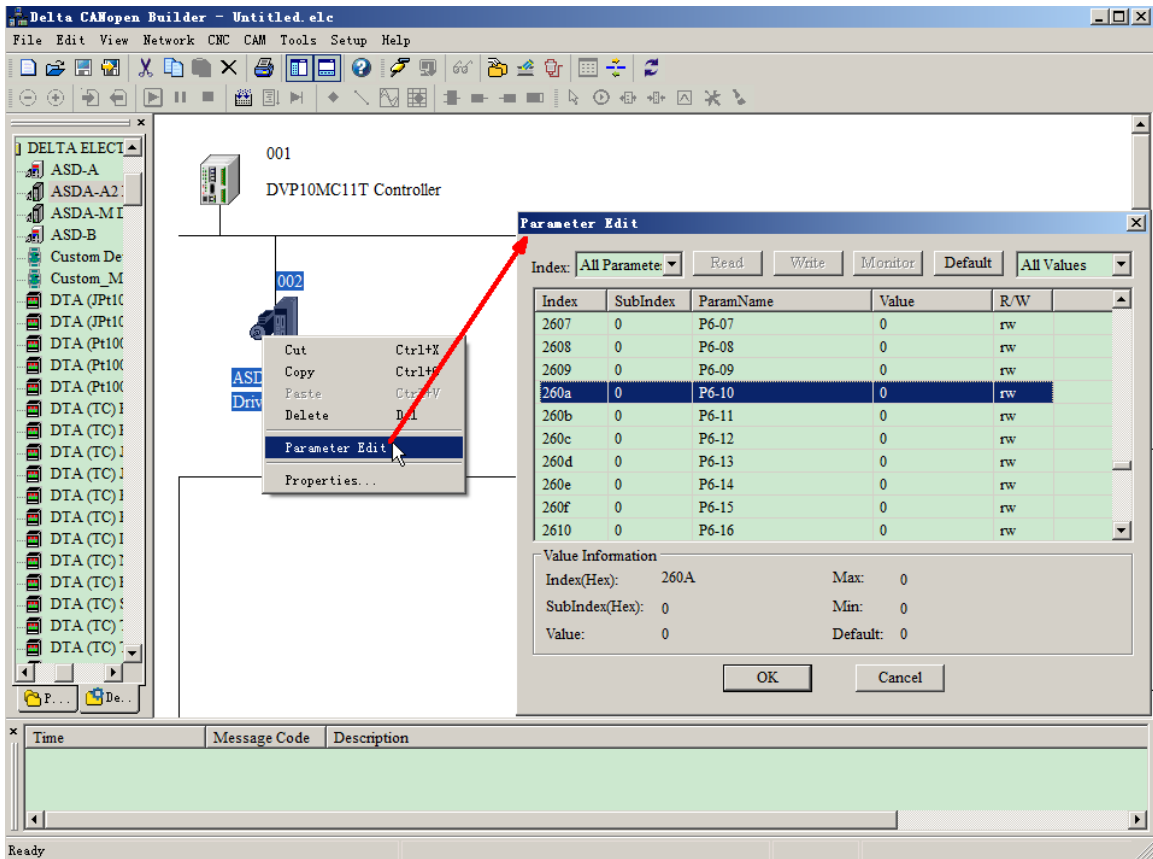 Delta CANopen Builder - Untitled.elc
File Edit View Network CNC CAM Tools Setup Help
DELTA ELECT
ASD-A
ASDA-A2
ASDA-M D
ASD-B
Custom De
Custom_M
DTA (JPt10
DTA (JPt10
DTA (Pt100
DTA (Pt100
DTA (Pt100
DTA (TC)
DTA (TC)
DTA (TC) J
DTA (TC) J
DTA (TC)
DTA (TC)
DTA (TC)
DTA (TC)
DTA (TC)
DTA (TC)
DTA (TC)
DTA (TC)
P... De..
001
DVP10MC11T Controller
002
ASD
Driv
Cut Ctrl+X
Copy Ctrl+C
Paste Ctrl+V
Delete Del
Parameter Edit
Properties...
Parameter Edit
Index: All Paramete: Read Write Monitor Default All Values
Index SubIndex ParamName Value R/W
2607 0 P6-07 0 rw
2608 0 P6-08 0 rw
2609 0 P6-09 0 rw
260a 0 P6-10 0 rw
260b 0 P6-11 0 rw
260c 0 P6-12 0 rw
260d 0 P6-13 0 rw
260e 0 P6-14 0 rw
260f 0 P6-15 0 rw
2610 0 P6-16 0 rw
Value Information
Index(Hex): 260A Max: 0
SubIndex(Hex): 0 Min: 0
Value: 0 Default: 0
OK Cancel
Time Message Code Description
Ready